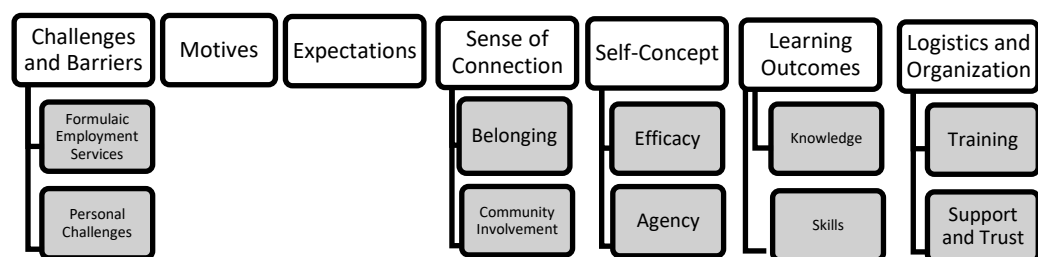 Challenges
and Barriers
Motives
Expectations
Sense of
Connection
Self-Concept
Learning
Outcomes
Logistics and
Organization
Formulaic
Employment
Services
Belonging
Efficacy
Knowledge
Training
Personal
Challenges
Community
Involvement
Agency
Skills
Support
and Trust